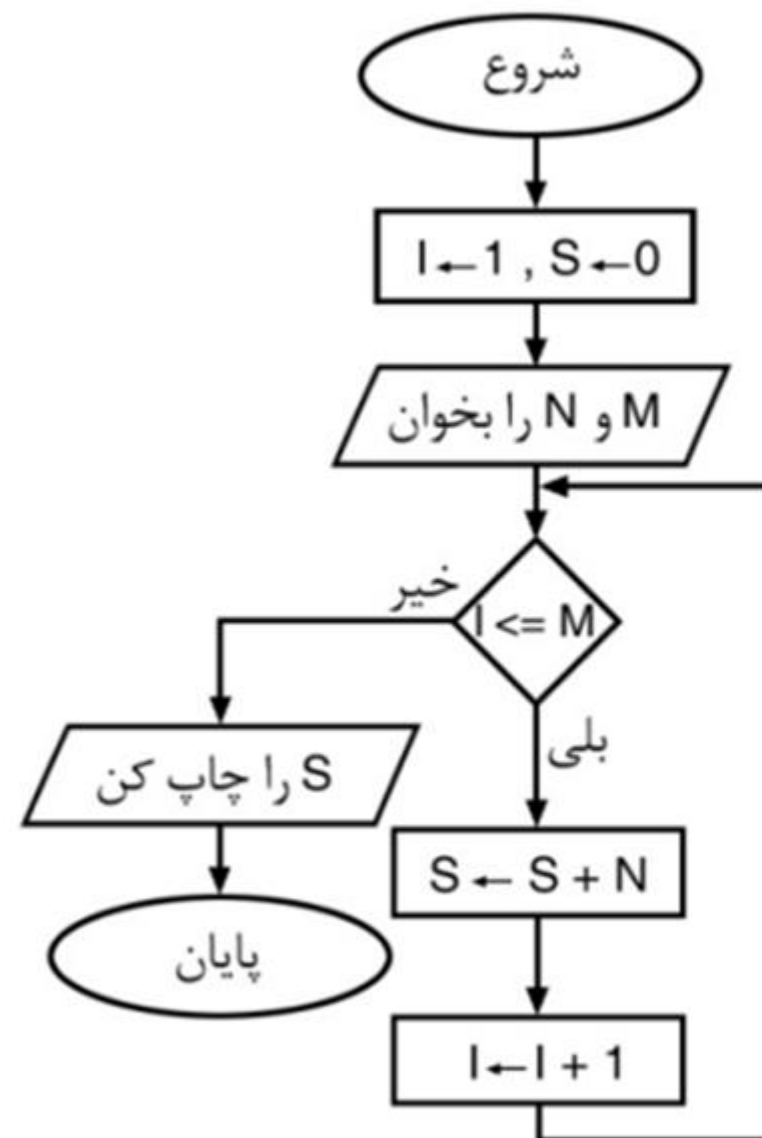 شروع
I←1 , S←0
M و N را بخوان
I <= M
خیر
بلی
S را چاپ کن
پایان
S ← S + N
I←I + 1